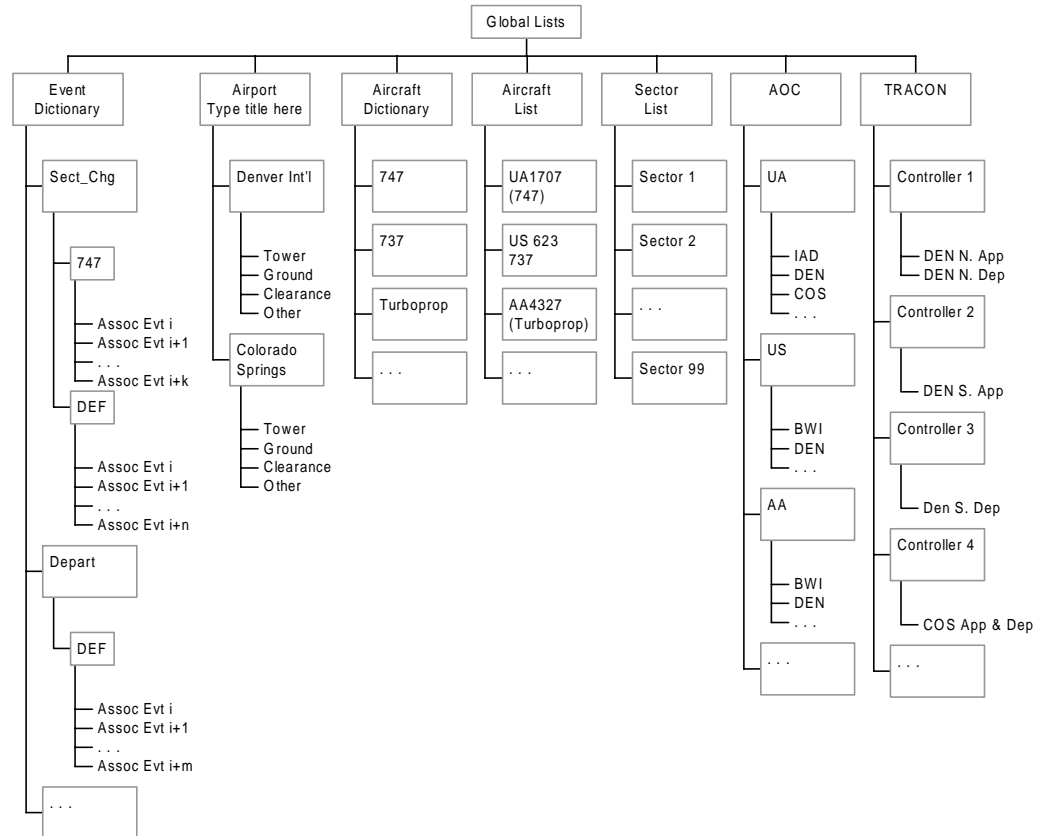 Global Lists
Event
Dictionary
Sect_Chg
747
Assoc Evt i
Assoc Evt i+1
. . .
Assoc Evt i+k
DEF
Assoc Evt i
Assoc Evt i+1
. . .
Assoc Evt i+n
Depart
DEF
Assoc Evt i
Assoc Evt i+1
. . .
Assoc Evt i+m
. . .
Airport
Type title here
Denver Int'l
Tower
Ground
Clearance
Other
Colorado
Springs
Tower
Ground
Clearance
Other
Aircraft
Dictionary
747
737
Turboprop
. . .
Aircraft
List
UA1707
(747)
US 623
737
AA4327
(Turboprop)
. . .
Sector
List
Sector 1
Sector 2
. . .
Sector 99
AOC
UA
IAD
DEN
COS
. . .
US
BWI
DEN
. . .
AA
BWI
DEN
. . .
. . .
TRACON
Controller 1
DEN N. App
DEN N. Dep
Controller 2
DEN S. App
Controller 3
Den S. Dep
Controller 4
COS App & Dep
. . .